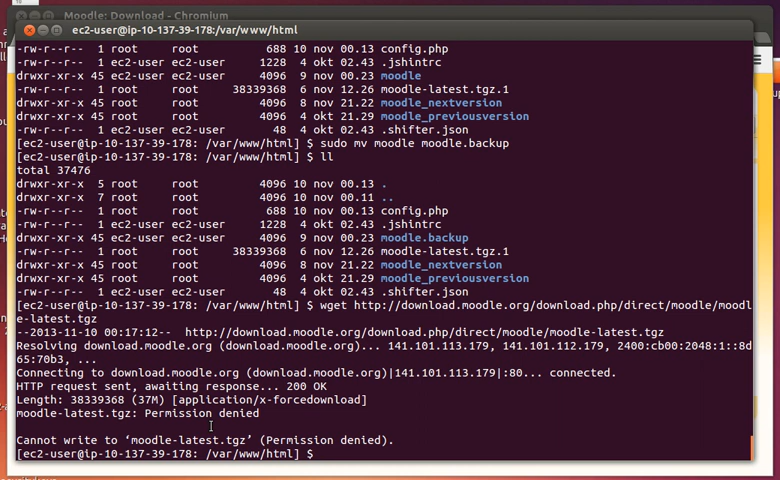 Moodle: Download - Chromium
ec2-user@ip-10-137-39-178:/var/www/html
-rw-r--r-- 1 root root 688 10 nov 00.13 config.php
-rw-r--r-- 1 ec2-user ec2-user 1228 4 okt 02.43 .jshintrc
drwxr-xr-x 45 ec2-user ec2-user 4096 9 nov 00.23 moodle
-rw-r--r-- 1 root root 38339368 6 nov 12.26 moodle-latest.tgz.1
drwxr-xr-x 45 ec2-user ec2-user 4096 8 nov 21.22 moodle_nextversion
drwxr-xr-x 45 ec2-user ec2-user 4096 4 okt 21.29 moodle_previousversion
-rw-r--r-- 1 ec2-user ec2-user 48 4 okt 02.43 .shifter.json
[ec2-user@ip-10-137-39-178: /var/www/html] $ sudo mv moodle moodle.backup
[ec2-user@ip-10-137-39-178: /var/www/html] $ ll
total 37476
drwxr-xr-x 5 root root 4096 10 nov 00.13 .
drwxr-xr-x 7 root root 4096 10 nov 00.11 ..
-rw-r--r-- 1 root root 688 10 nov 00.13 config.php
-rw-r--r-- 1 ec2-user ec2-user 1228 4 okt 02.43 .jshintrc
drwxr-xr-x 45 ec2-user ec2-user 4096 9 nov 00.23 moodle.backup
-rw-r--r-- 1 root root 38339368 6 nov 12.26 moodle-latest.tgz.1
drwxr-xr-x 45 ec2-user ec2-user 4096 8 nov 21.22 moodle_nextversion
drwxr-xr-x 45 ec2-user ec2-user 4096 4 okt 21.29 moodle_previousversion
-rw-r--r-- 1 ec2-user ec2-user 48 4 okt 02.43 .shifter.json
[ec2-user@ip-10-137-39-178: /var/www/html] $ wget http://download.moodle.org/download.php/direct/moodle/moodl
e-latest.tgz
--2013-11-10 00:17:12-- http://download.moodle.org/download.php/direct/moodle/moodle-latest.tgz
Resolving download.moodle.org (download.moodle.org)... 141.101.113.179, 141.101.112.179, 2400:cb00:2048:1::8d
65:70b3, ...
Connecting to download.moodle.org (download.moodle.org)|141.101.113.179|:80... connected.
HTTP request sent, awaiting response... 200 OK
Length: 38339368 (37M) [application/x-forcedownload]
moodle-latest.tgz: Permission denied
Cannot write to ‘moodle-latest.tgz’ (Permission denied).
[ec2-user@ip-10-137-39-178: /var/www/html] $